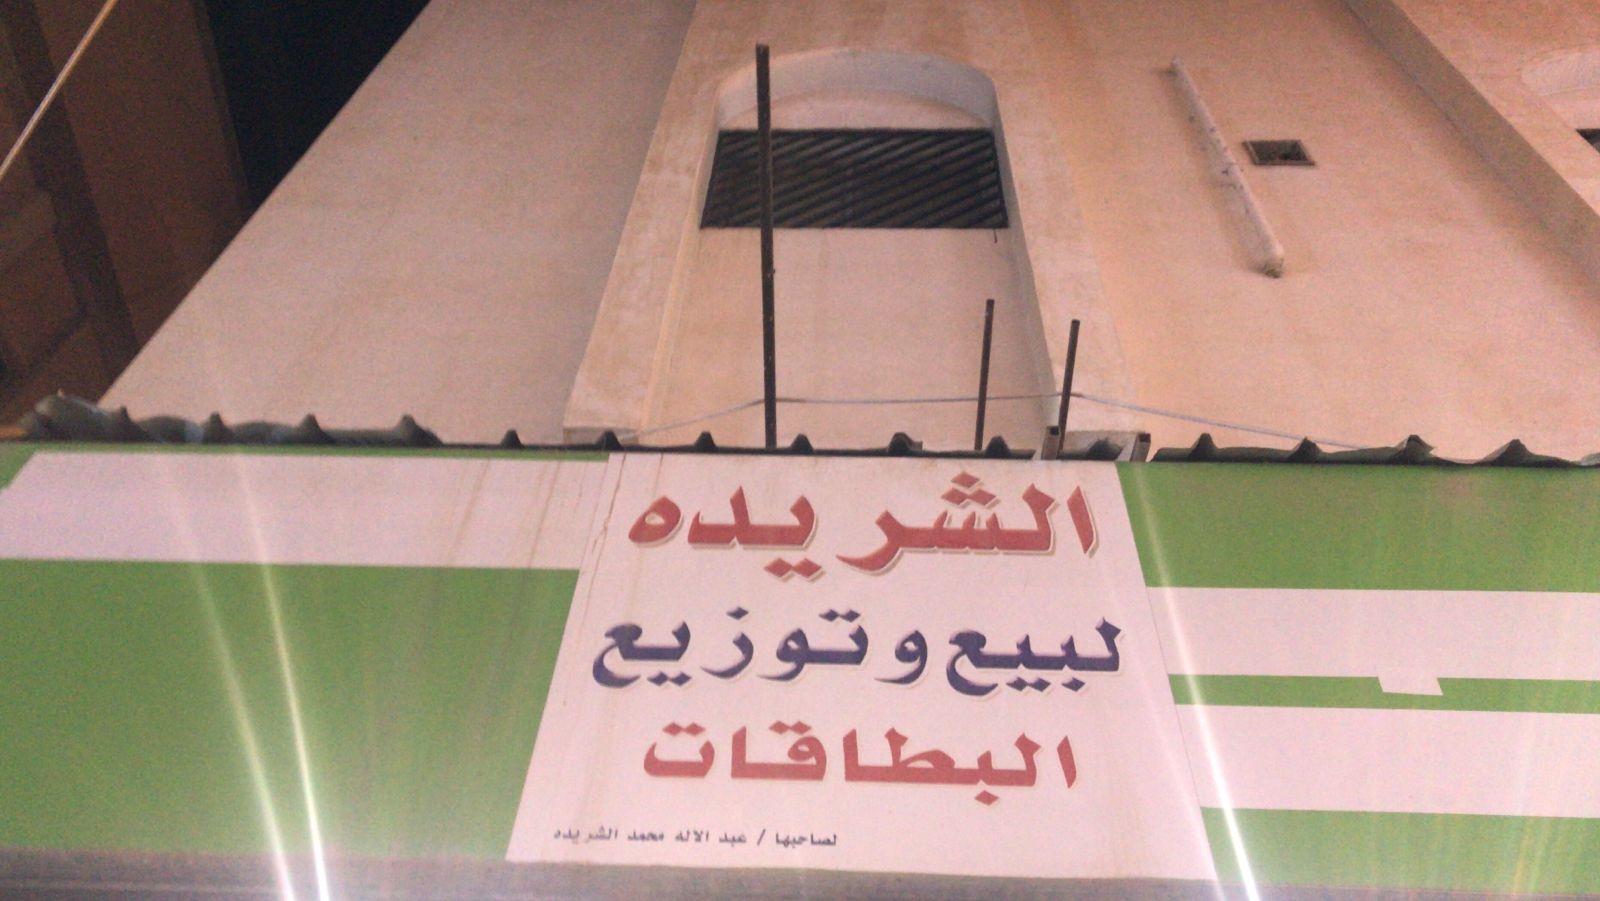 الشريده
لبيع وتوزيع
البطاقات
لصاحبها / عبد الاله محمد الشريده